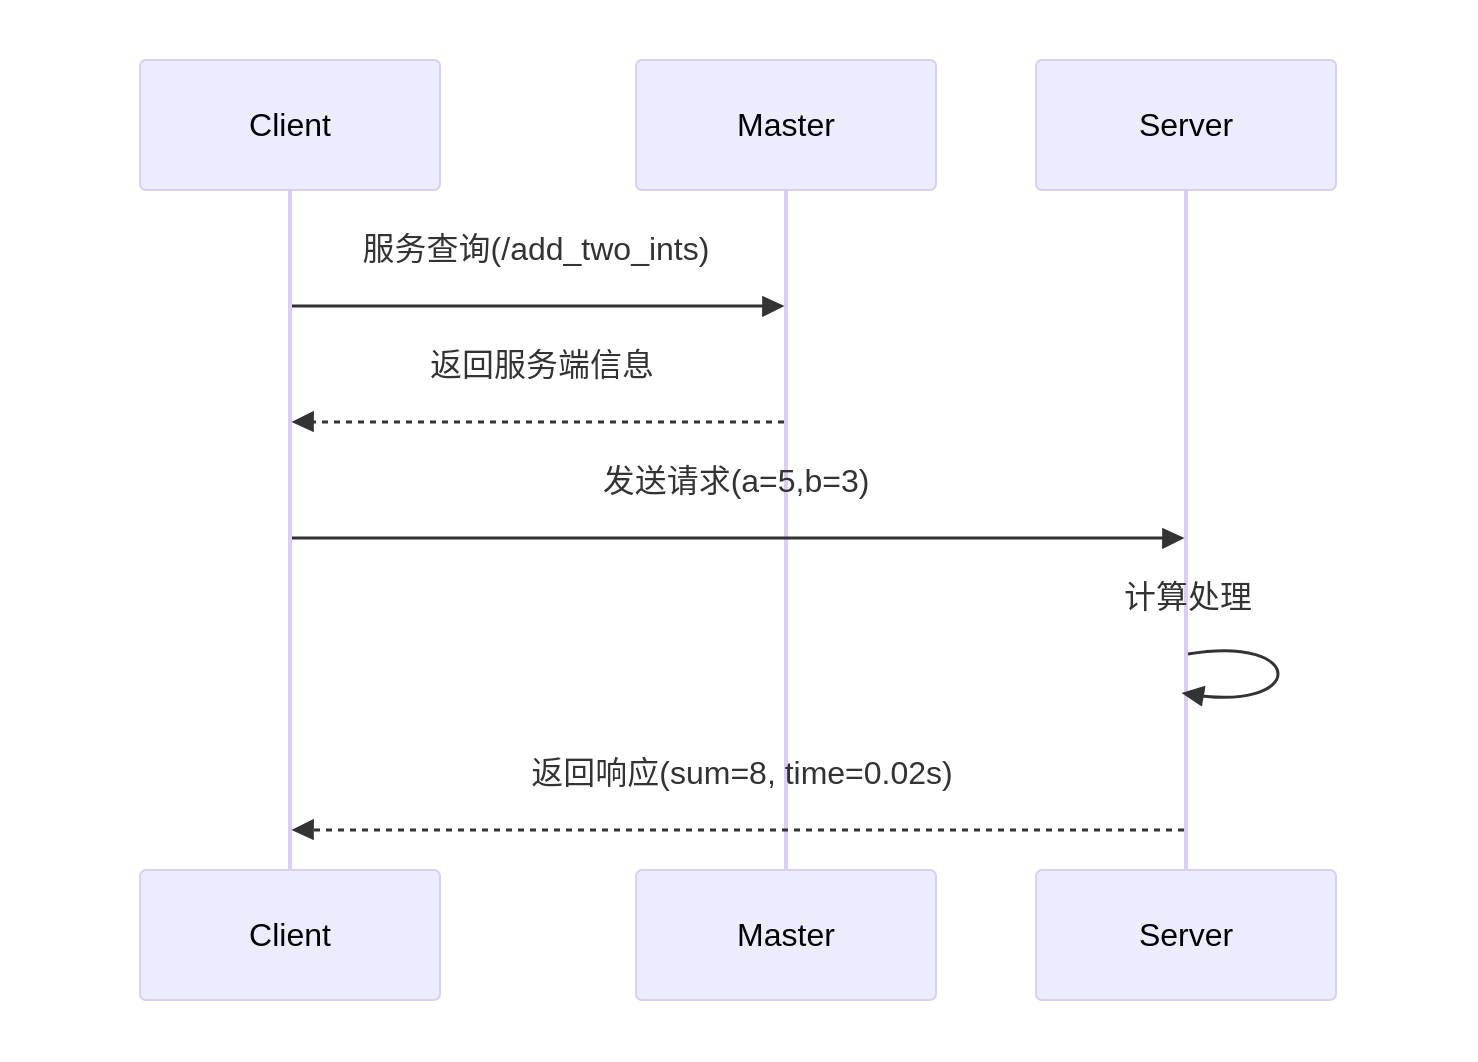 Client
Master
Server
服务查询(/add_two_ints)
返回服务端信息
发送请求(a=5,b=3)
计算处理
返回响应(sum=8, time=0.02s)
Client
Master
Server